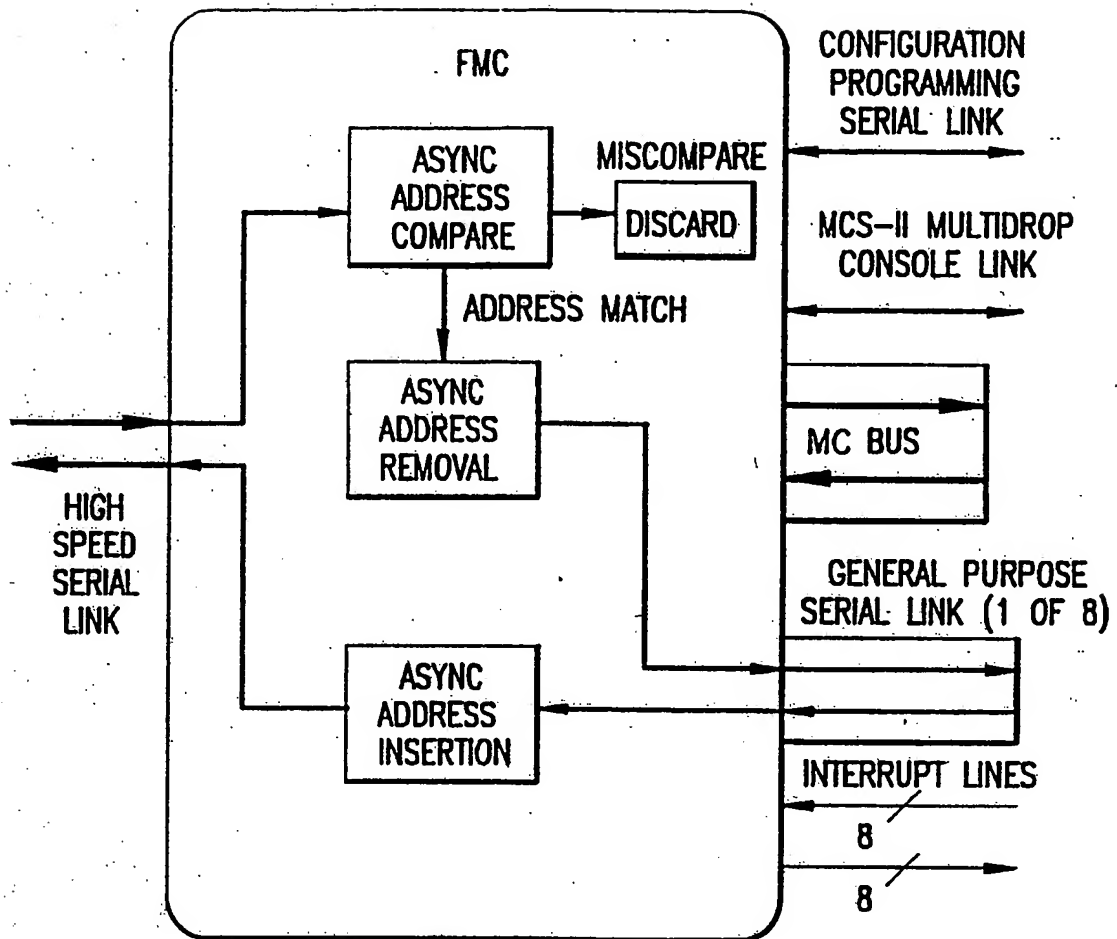 FMC
CONFIGURATION
PROGRAMMING
SERIAL LINK
ASYNC
ADDRESS
COMPARE
MISCOMPARE
DISCARD
MCS-II MULTIDROP
CONSOLE LINK
ADDRESS MATCH
ASYNC
ADDRESS
REMOVAL
MC BUS
HIGH
SPEED
SERIAL
LINK
GENERAL PURPOSE
SERIAL LINK (1 OF 8)
ASYNC
ADDRESS
INSERTION
INTERRUPT LINES
8
8